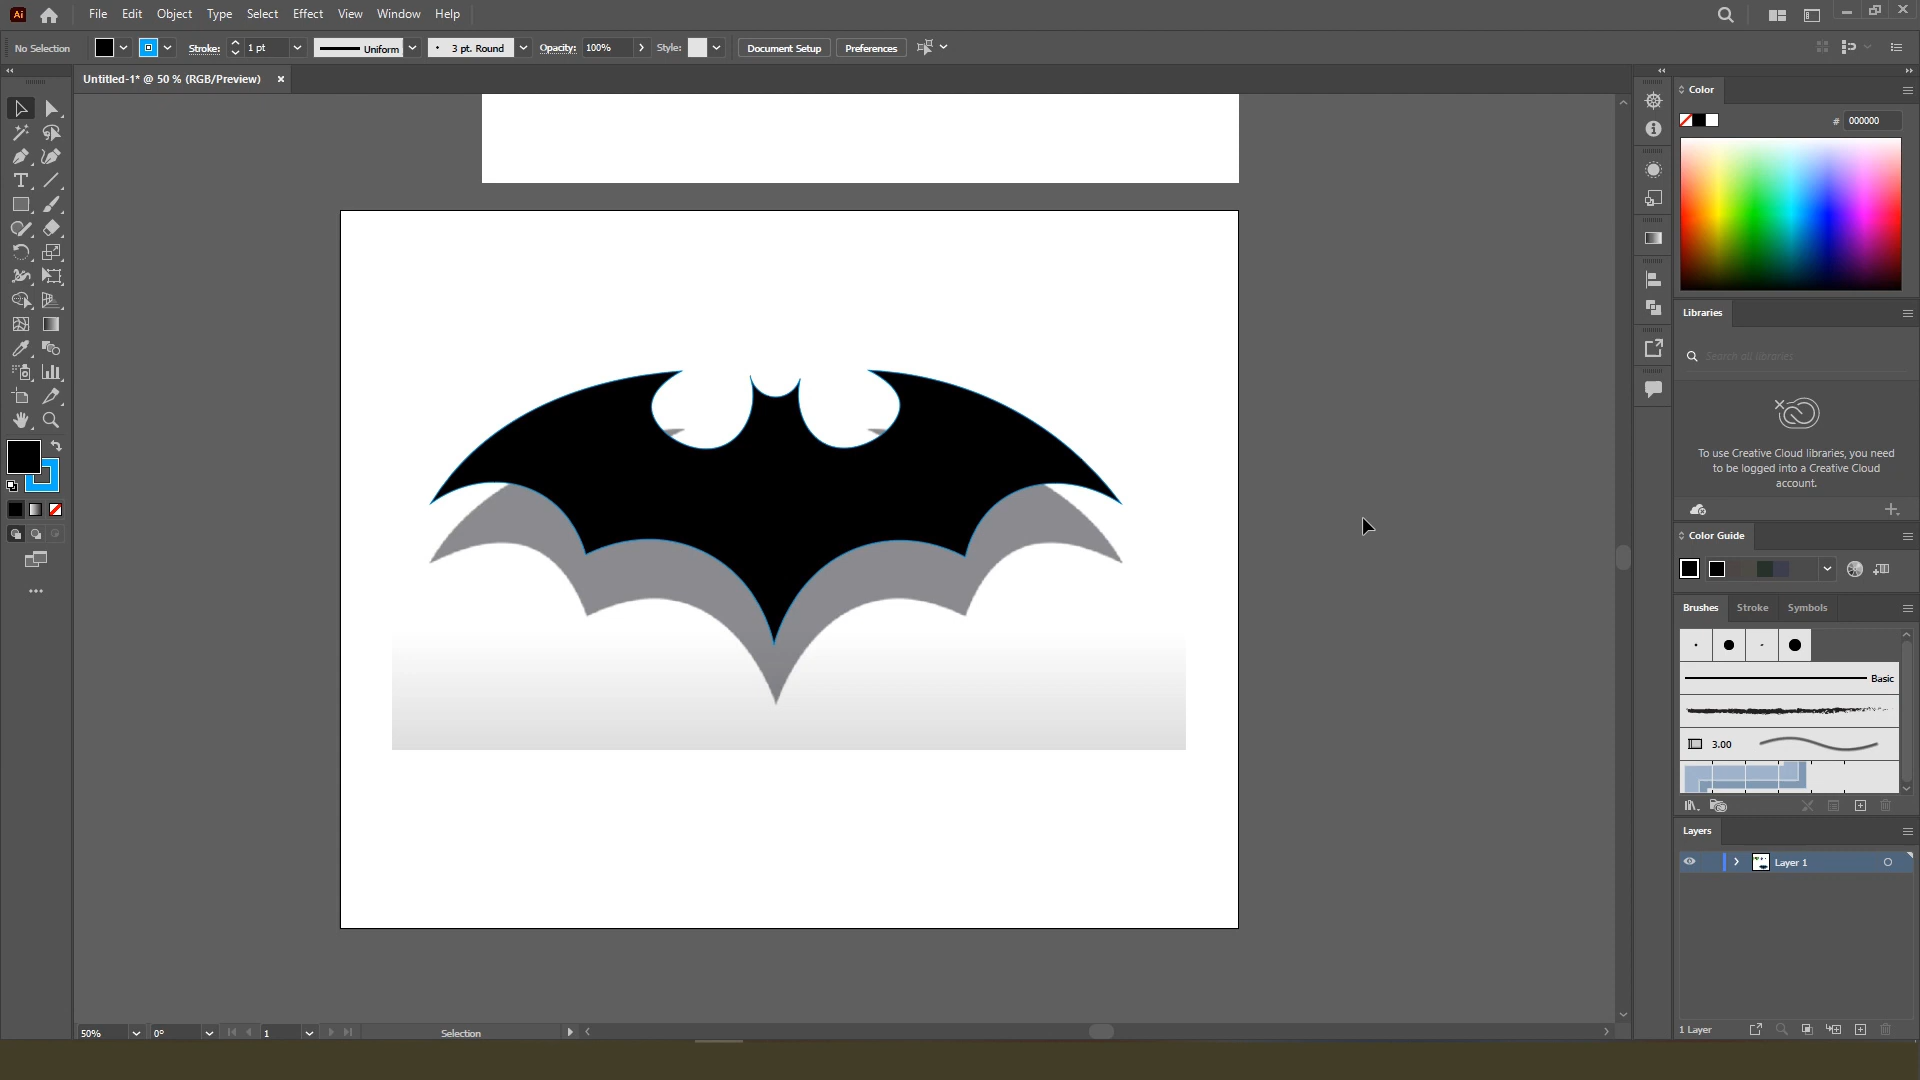 Ai File Edit Object Type Select Effect View Window Help
No Selection Stroke: 1 pt Uniform 3 pt. Round Opacity: 100% Style: Document Setup Preferences
Untitled-1* @ 50 % (RGB/Preview) ×
Color
# 000000
Libraries
Search all libraries
To use Creative Cloud libraries, you need
to be logged into a Creative Cloud
account.
Color Guide
Brushes Stroke Symbols
Basic
3.00
Layers
Layer 1
50% 0° 1 Selection
1 Layer